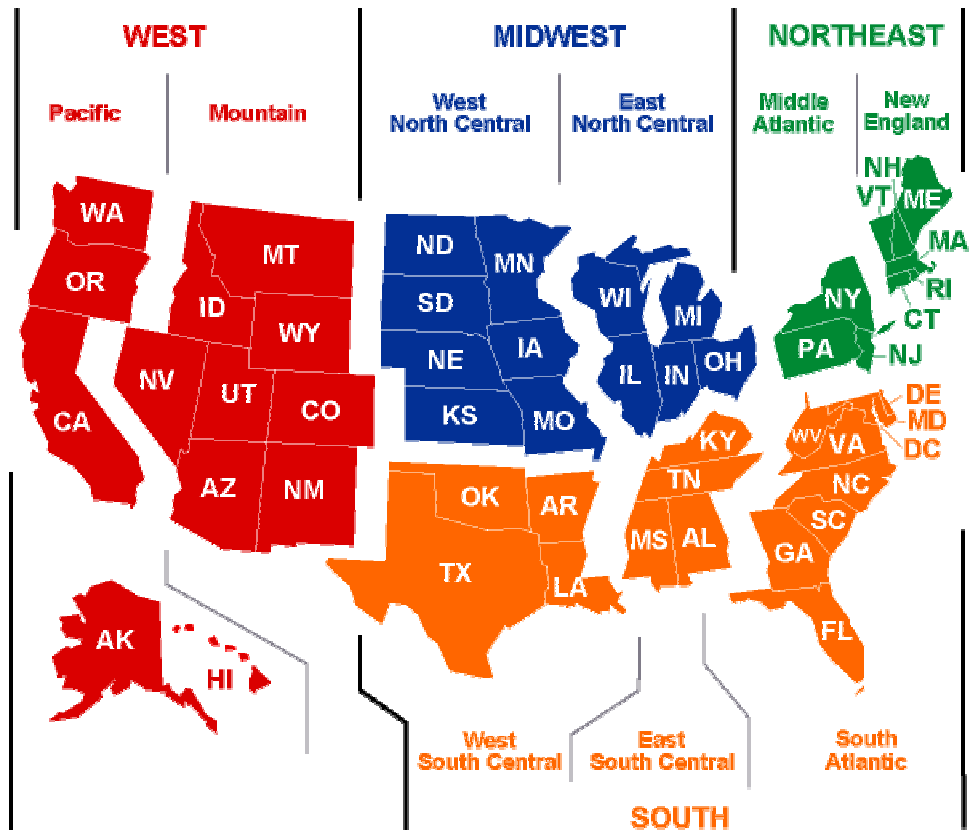 WEST
MIDWEST
NORTHEAST
Pacific
Mountain
West
North Central
East
North Central
Middle
Atlantic
New
England
WA
OR
CA
NV
ID
MT
WY
UT
CO
AZ
NM
AK
HI
ND
SD
NE
KS
MN
IA
MO
WI
MI
IL
IN
OH
NH
VT
ME
MA
RI
CT
NY
PA
NJ
DE
MD
DC
WV
VA
NC
SC
GA
FL
KY
TN
MS
AL
OK
AR
TX
LA
West
South Central
East
South Central
South
Atlantic
SOUTH